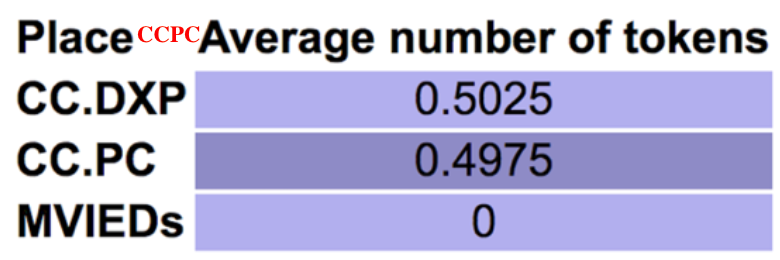 Place CCPC Average number of tokens
CC.DXP 0.5025
CC.PC 0.4975
MVIEDs 0